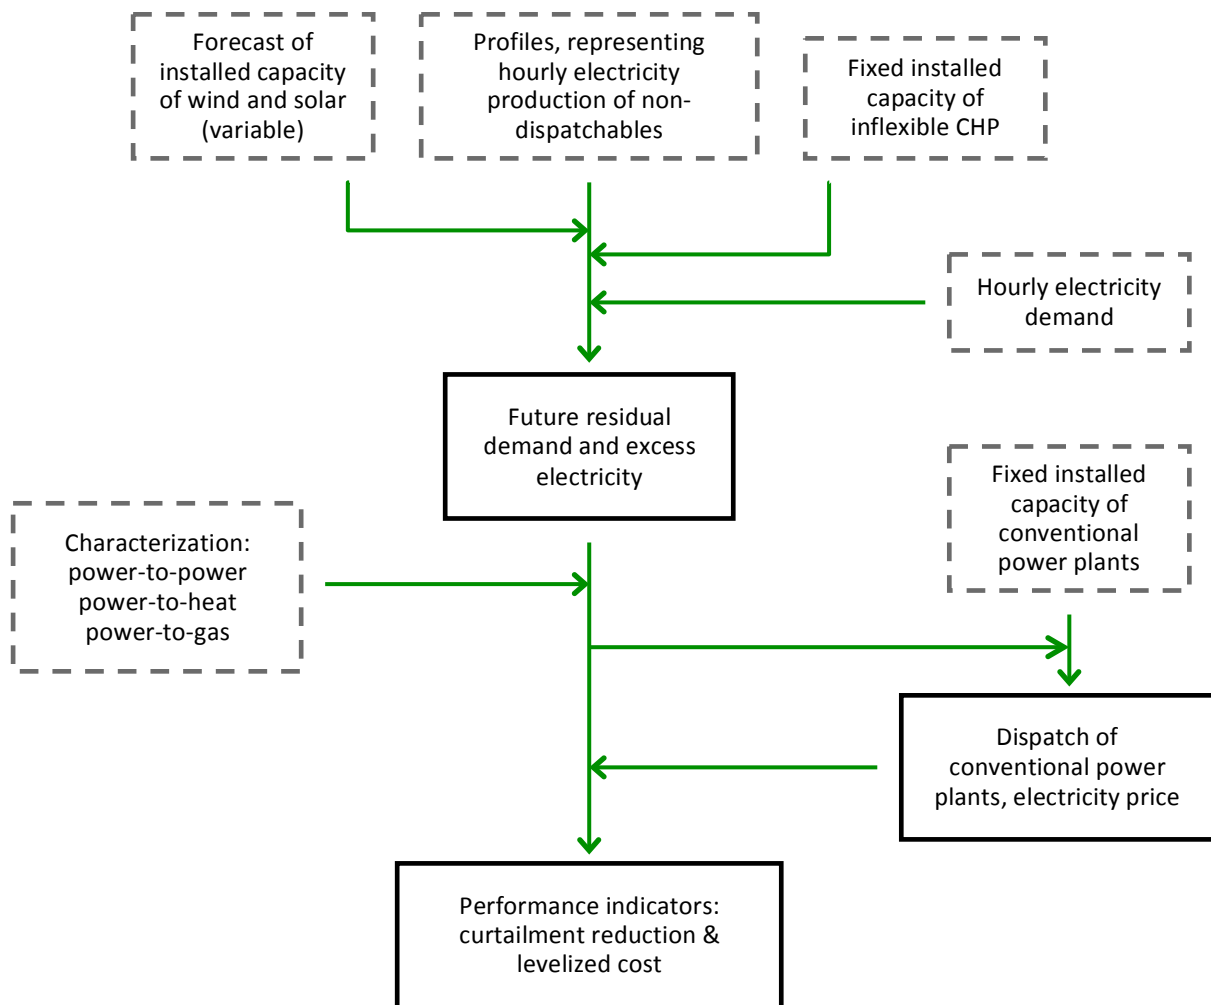 Forecast of
installed capacity
of wind and solar
(variable)
Profiles, representing
hourly electricity
production of non-
dispatchables
Fixed installed
capacity of
inflexible CHP
Hourly electricity
demand
Future residual
demand and excess
electricity
Fixed installed
capacity of
conventional
power plants
Characterization:
power-to-power
power-to-heat
power-to-gas
Dispatch of
conventional power
plants, electricity price
Performance indicators:
curtailment reduction &
levelized cost